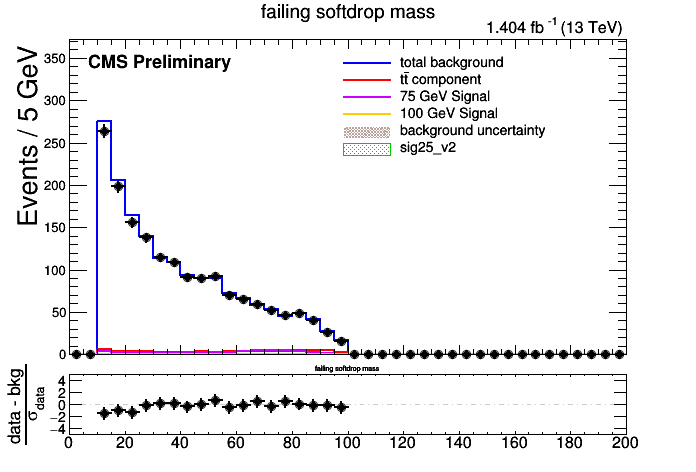 failing softdrop mass
1.404 fb⁻¹ (13 TeV)
CMS Preliminary
total background
tt̄ component
75 GeV Signal
100 GeV Signal
background uncertainty
sig25_v2
Events / 5 GeV
350
300
250
200
150
100
50
0
failing softdrop mass
data - bkg
σ data
4
2
0
−2
−4
0 20 40 60 80 100 120 140 160 180 200